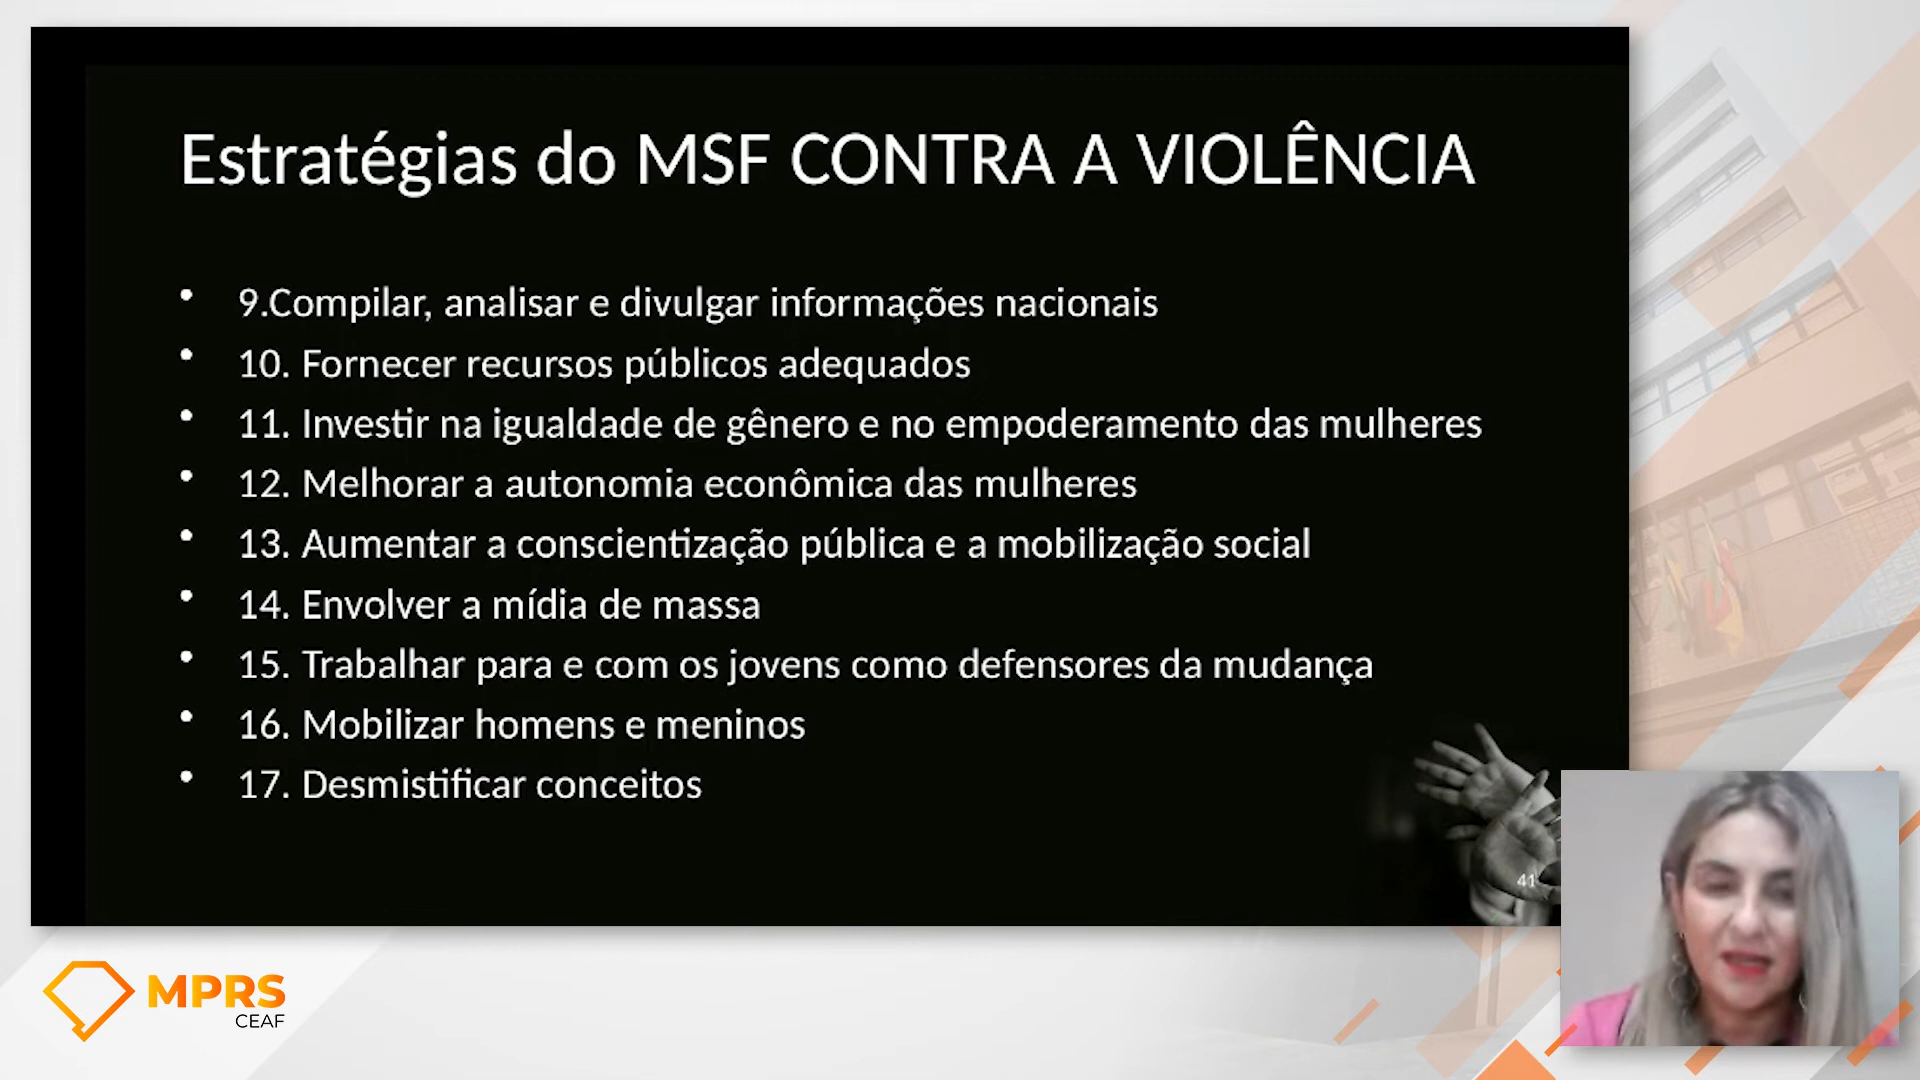 Estratégias do MSF CONTRA A VIOLÊNCIA
• 9.Compilar, analisar e divulgar informações nacionais
• 10. Fornecer recursos públicos adequados
• 11. Investir na igualdade de gênero e no empoderamento das mulheres
• 12. Melhorar a autonomia econômica das mulheres
• 13. Aumentar a conscientização pública e a mobilização social
• 14. Envolver a mídia de massa
• 15. Trabalhar para e com os jovens como defensores da mudança
• 16. Mobilizar homens e meninos
• 17. Desmistificar conceitos
41
MPRS
CEAF